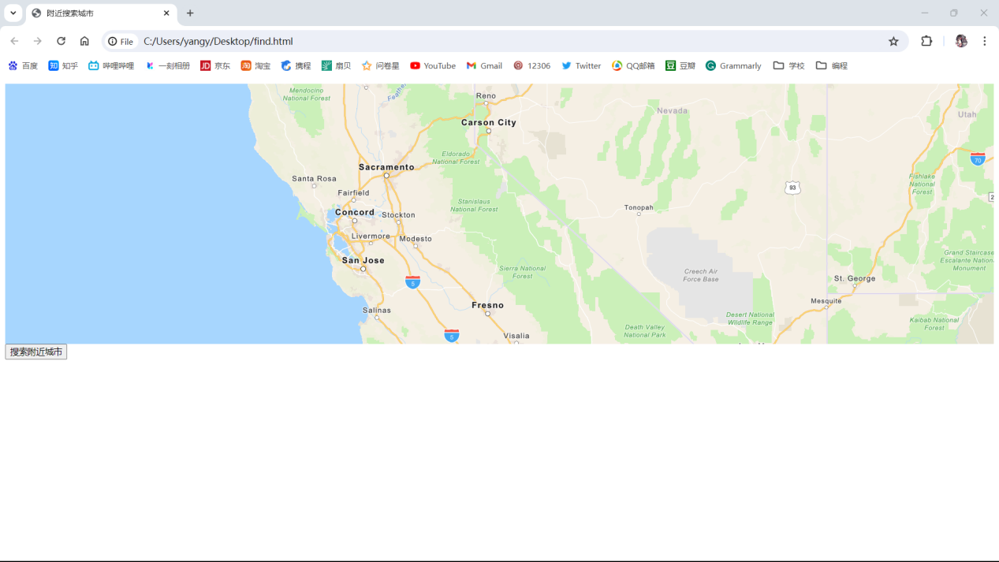 附近搜索城市
File C:/Users/yangy/Desktop/find.html
百度 知乎 哔哩哔哩 一刻相册 JD 京东 淘 淘宝 携程 扇贝 问卷星 YouTube Gmail 12306 Twitter QQ邮箱 豆 豆瓣 Grammarly 学校 编程
Mendocino
National Forest
Feather
Reno
Carson City
Nevada
Utah
Eldorado
National Forest
70
Sacramento
Santa Rosa
Fishlake
National
Forest
93
Fairfield
Stanislaus
National Forest
2
Concord
Stockton
Tonopah
Livermore
Modesto
San Jose
Grand Staircase
Escalante Nation
Monument
Sierra National
Forest
Creech Air
Force Base
5
St. George
Mesquite
Fresno
Salinas
Desert National
Wildlife Range
Kaibab National
Forest
Death Valley
National Park
5
Visalia
搜索附近城市